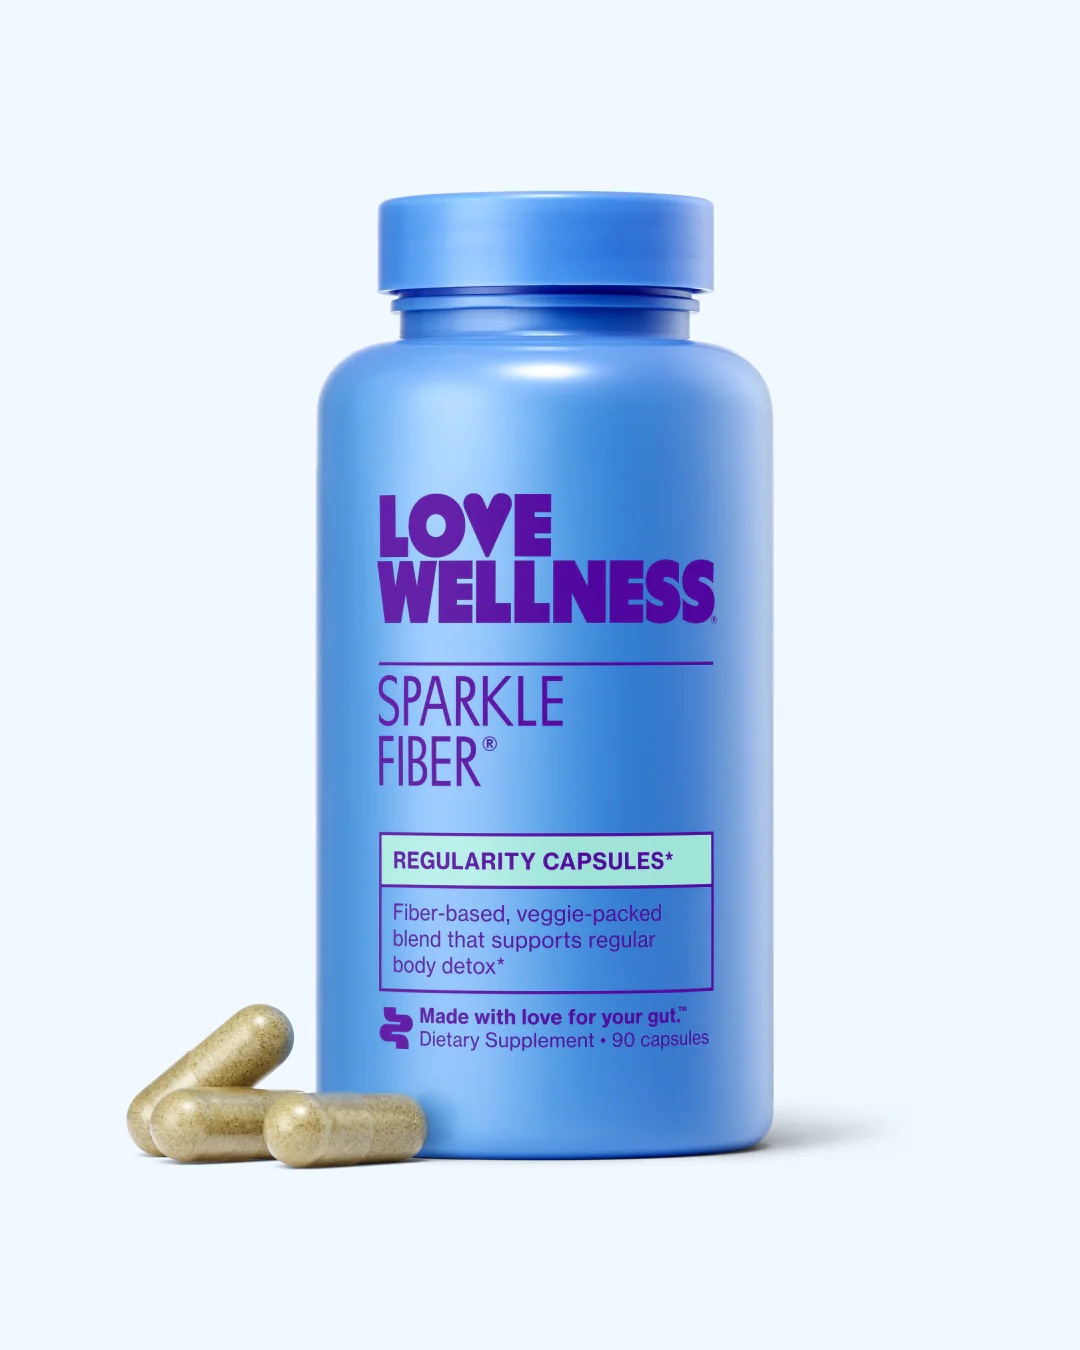 LOVE
WELLNESS®
SPARKLE
FIBER®
REGULARITY CAPSULES*
Fiber-based, veggie-packed
blend that supports regular
body detox*
Made with love for your gut.™
Dietary Supplement • 90 capsules